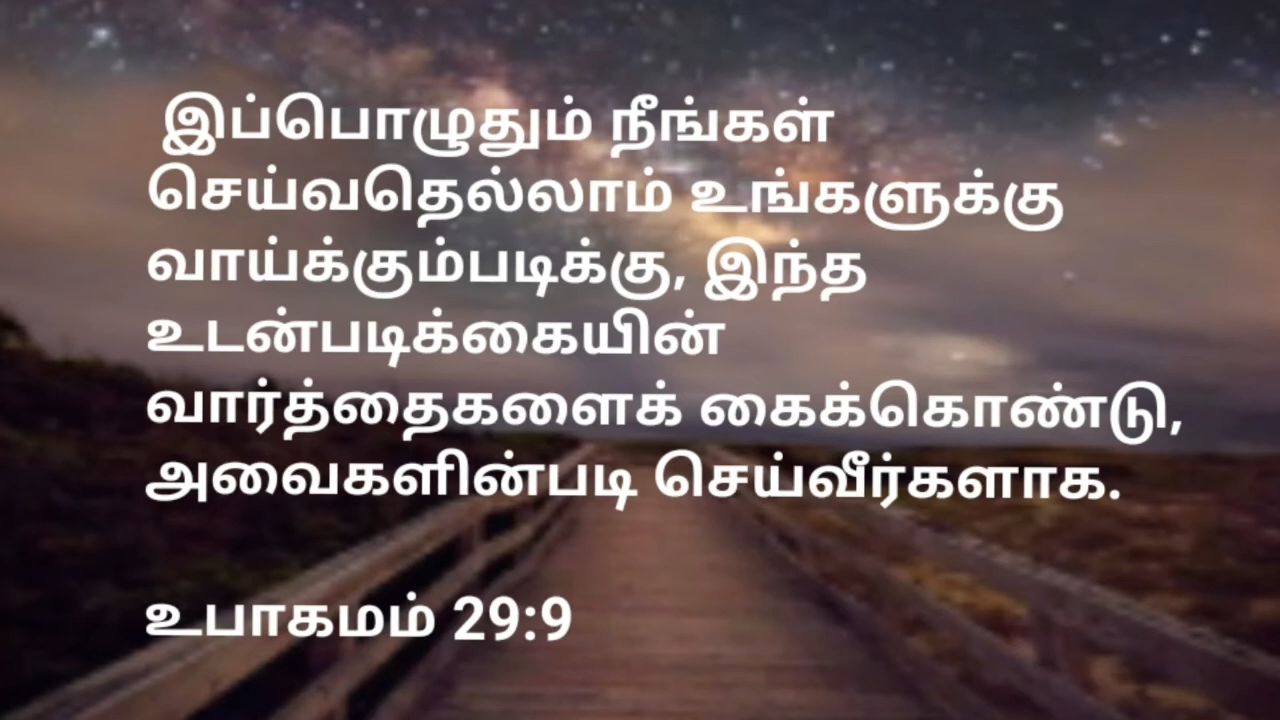 இப்பொழுதும் நீங்கள்
செய்வதெல்லாம் உங்களுக்கு
வாய்க்கும்படிக்கு, இந்த
உடன்படிக்கையின்
வார்த்தைகளைக் கைக்கொண்டு,
அவைகளின்படி செய்வீர்களாக.
உபாகமம் 29:9